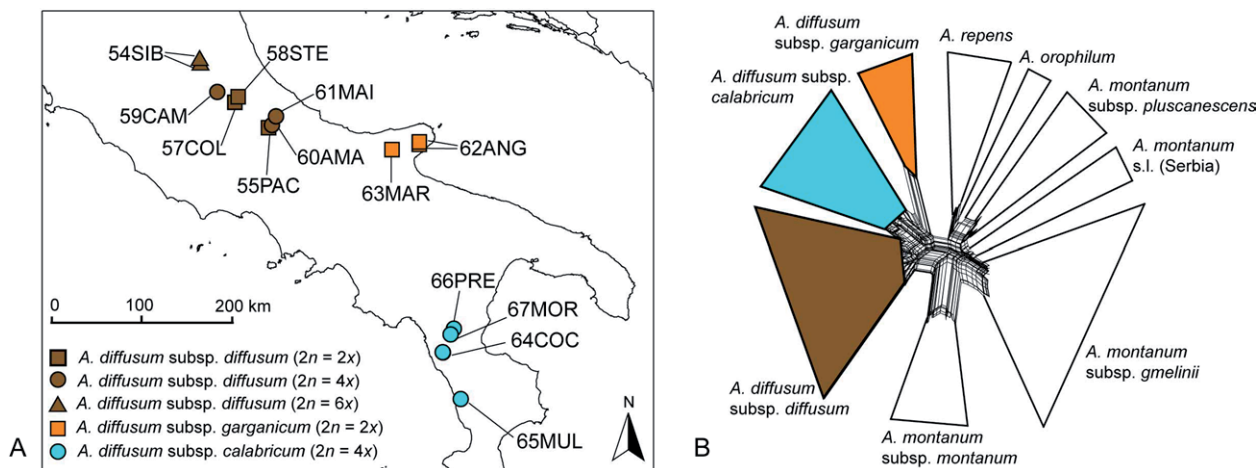 54SIB
58STE
59CAM
61MAI
57COL
60AMA
62ANG
55PAC
63MAR
66PRE
67MOR
64COC
65MUL
0 100 200 km
A. diffusum subsp. diffusum (2n = 2x)
A. diffusum subsp. diffusum (2n = 4x)
A. diffusum subsp. diffusum (2n = 6x)
A. diffusum subsp. garganicum (2n = 2x)
A. diffusum subsp. calabricum (2n = 4x)
N
A
A. diffusum
subsp. garganicum
A. diffusum subsp.
calabricum
A. repens
A. orophilum
A. montanum
subsp. pluscanescens
A. montanum
s.l. (Serbia)
A. diffusum
subsp. diffusum
A. montanum
subsp. montanum
A. montanum
subsp. gmelinii
B